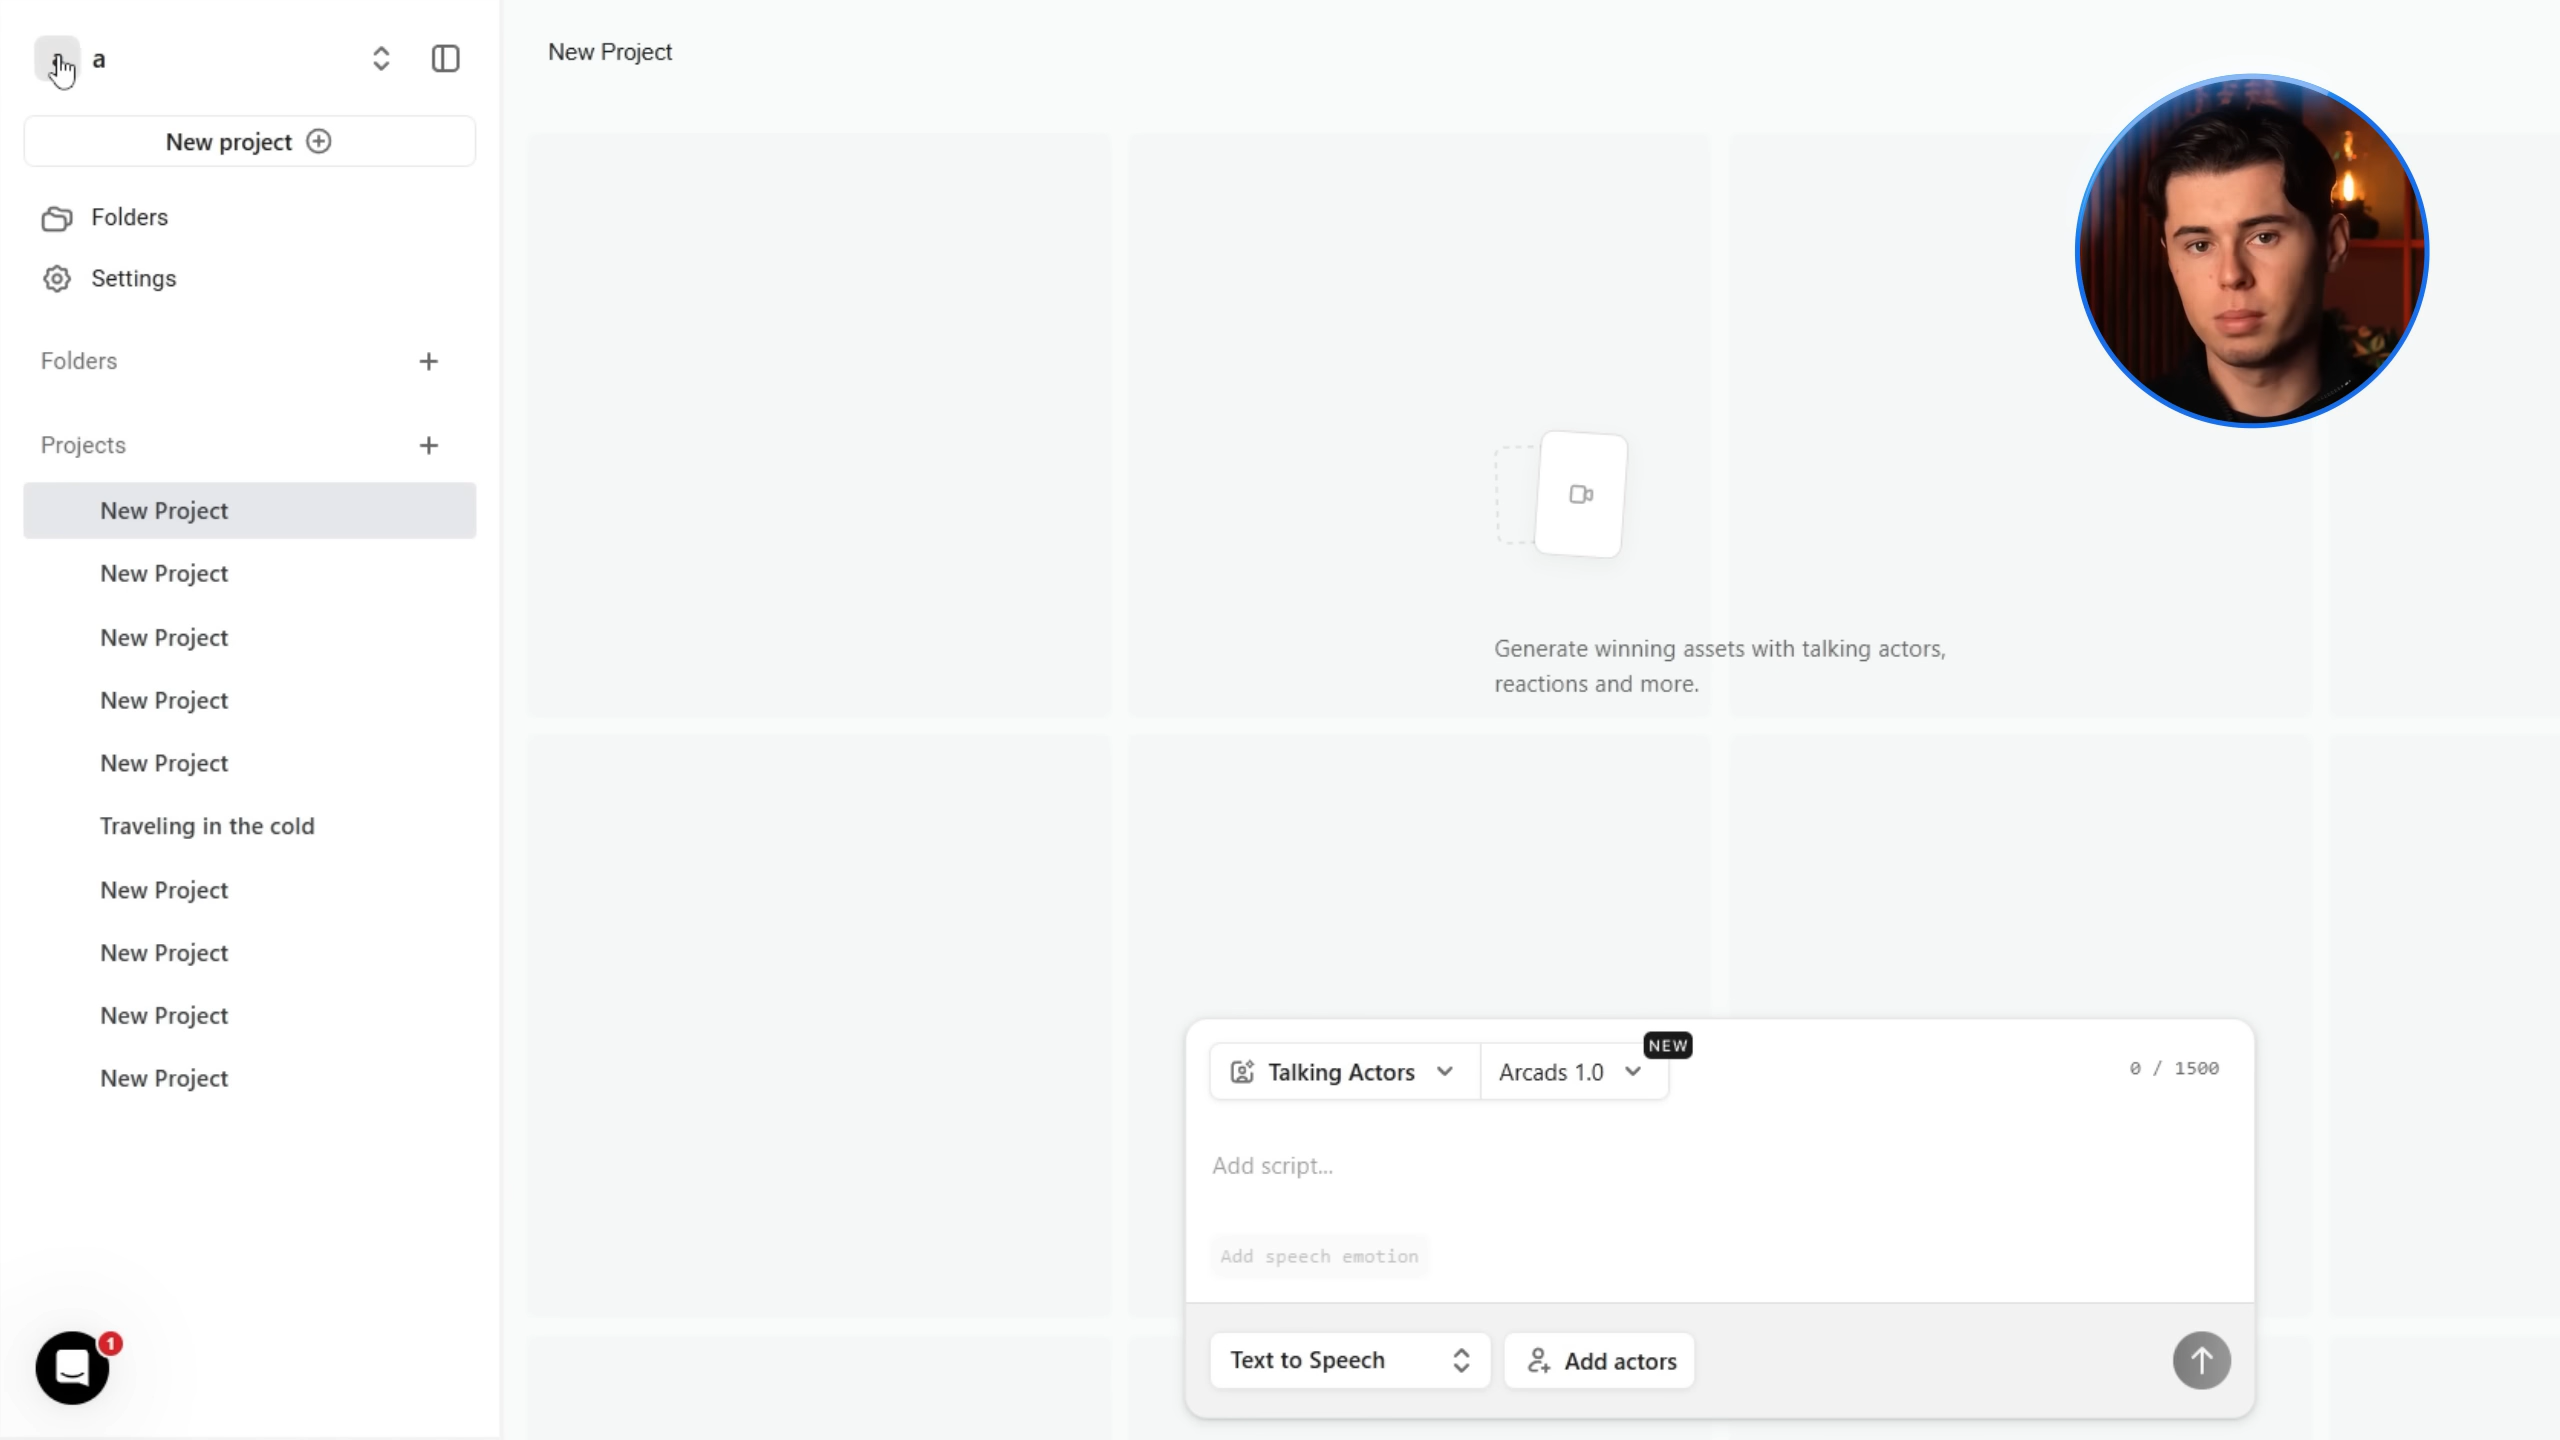 a
New project
Folders
Settings
Folders
Projects
New Project
New Project
New Project
New Project
New Project
Traveling in the cold
New Project
New Project
New Project
New Project
1
New Project
Generate winning assets with talking actors,
reactions and more.
NEW
Talking Actors
Arcads 1.0
0 / 1500
Add script...
Add speech emotion
Text to Speech
Add actors